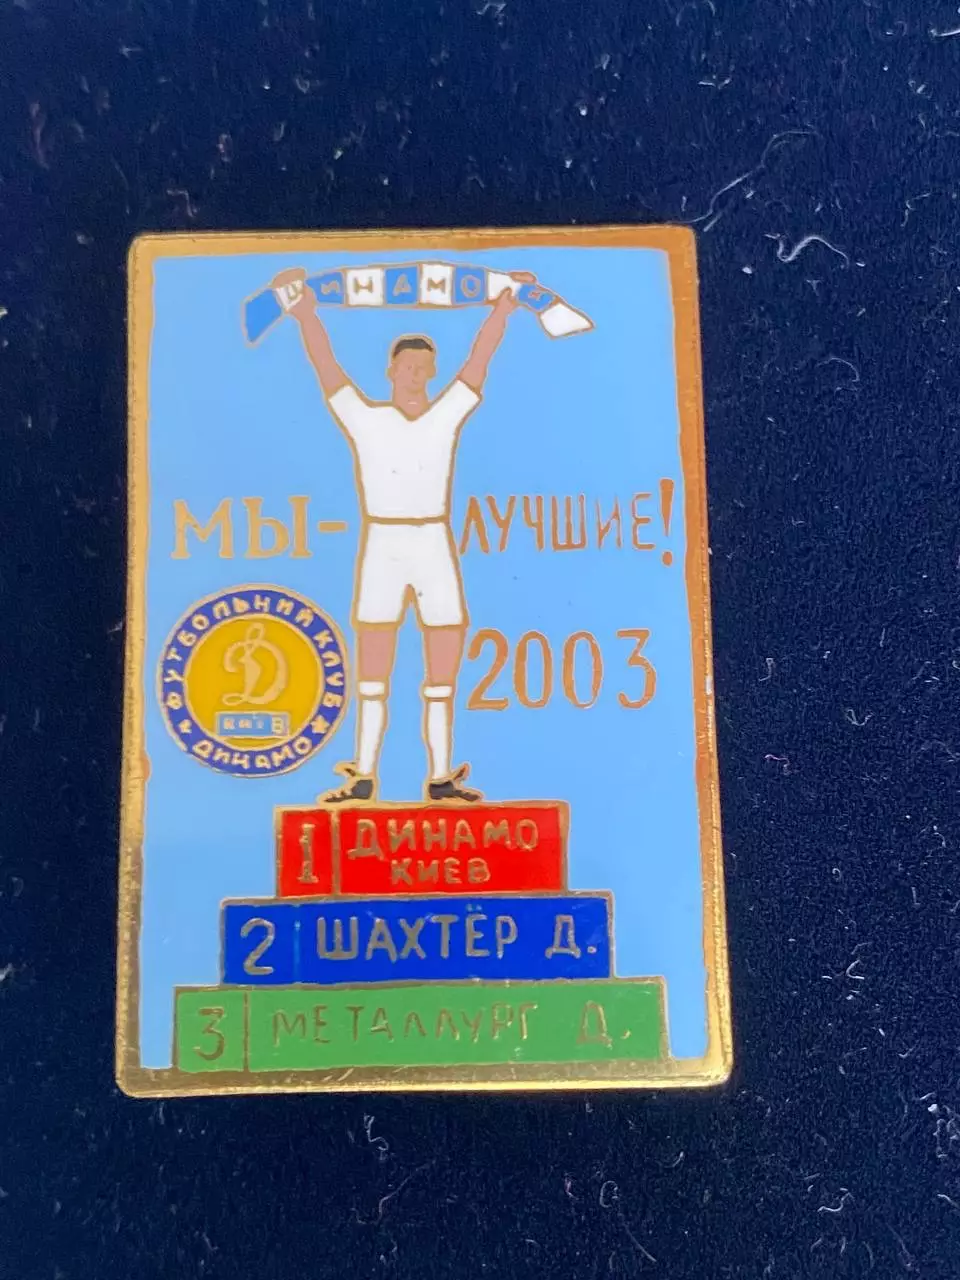 ДИНАМО К
МЫ- ЛУЧШИЕ!
2003
ФУТБОЛЬНИЙ КЛУБ
Д
КИЇВ
ДИНАМО
1 ДИНАМО
КИЕВ
2 ШАХТЁР Д.
3 МЕТАЛЛУРГ Д.